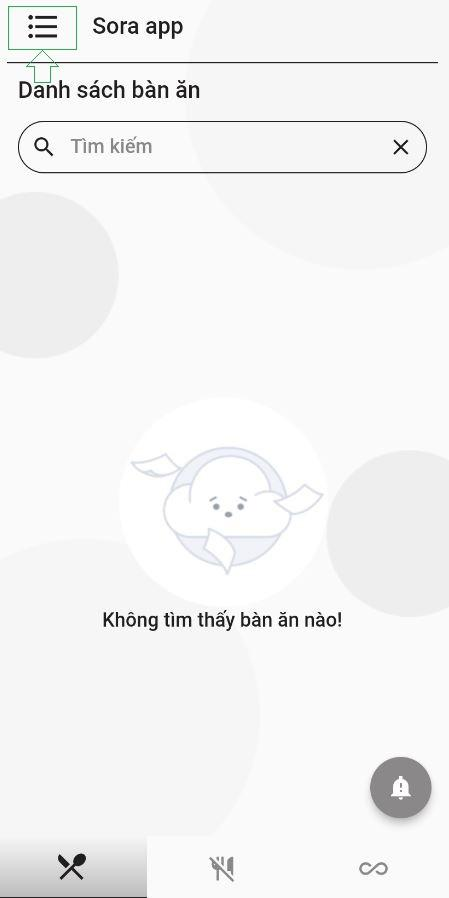 Sora app
Danh sách bàn ăn
Tìm kiếm
Không tìm thấy bàn ăn nào!